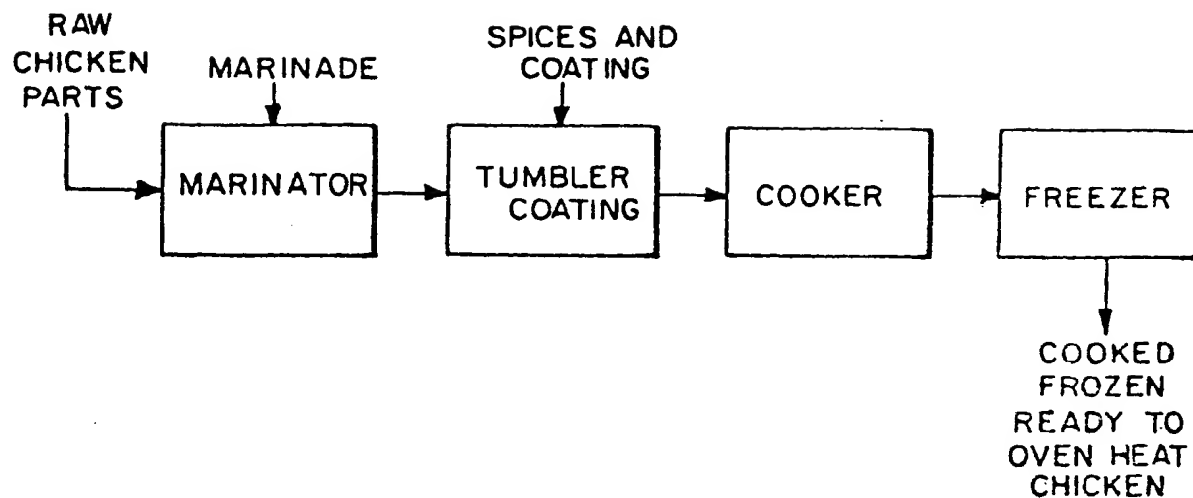 RAW
CHICKEN
PARTS
MARINADE
SPICES AND
COATING
MARINATOR
TUMBLER
COATING
COOKER
FREEZER
COOKED
FROZEN
READY TO
OVEN HEAT
CHICKEN